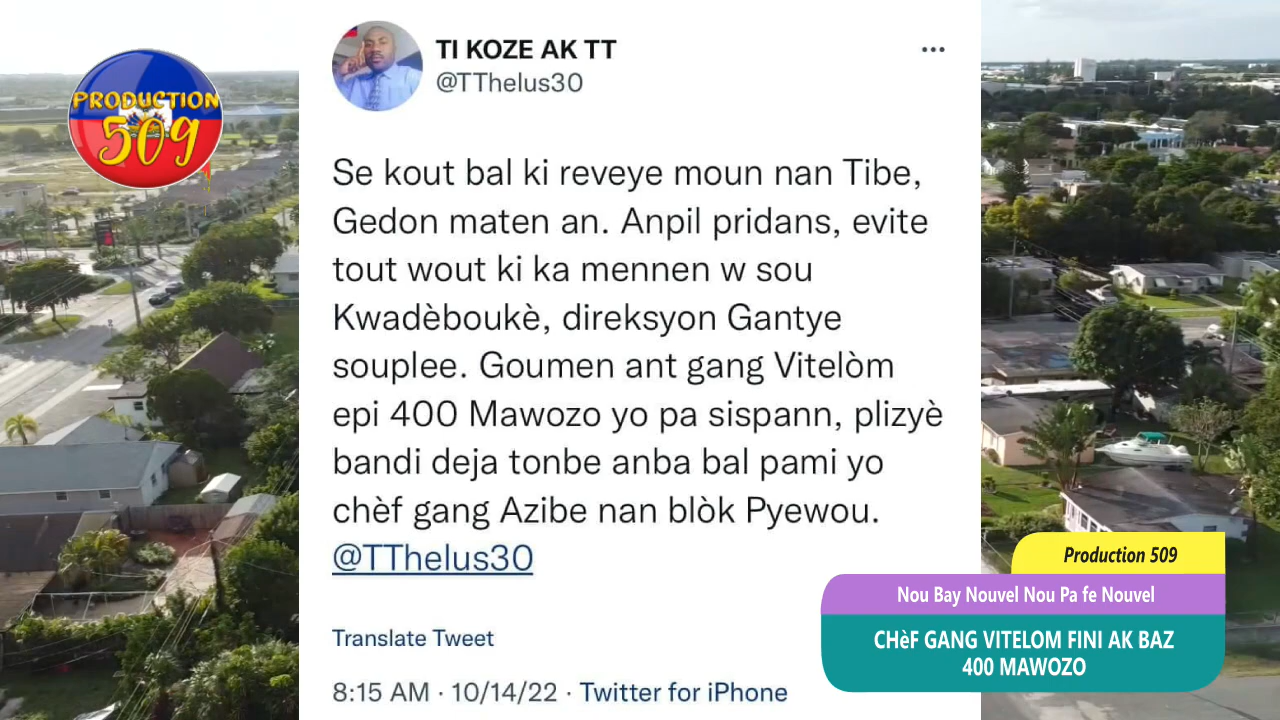 PRODUCTION
509
TI KOZE AK TT
@TThelus30
Se kout bal ki reveye moun nan Tibe,
Gedon maten an. Anpil pridans, evite
tout wout ki ka mennen w sou
Kwadèboukè, direksyon Gantye
souplee. Goumen ant gang Vitelòm
epi 400 Mawozo yo pa sispann, plizyè
bandi deja tonbe anba bal pami yo
chèf gang Azibe nan blòk Pyewou.
@TThelus30
Translate Tweet
8:15 AM · 10/14/22 · Twitter for iPhone
Production 509
Nou Bay Nouvel Nou Pa fe Nouvel
CHèF GANG VITELOM FINI AK BAZ
400 MAWOZO